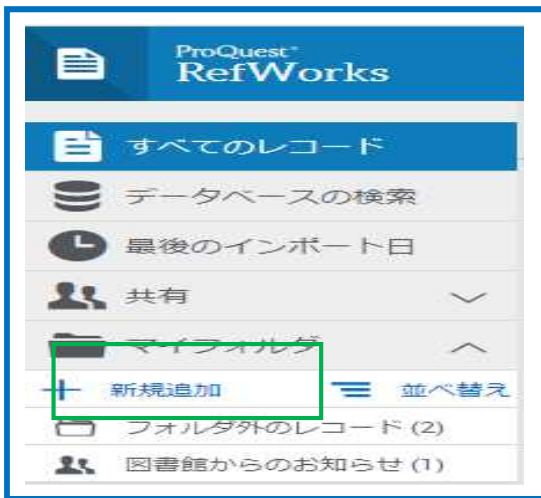 ProQuest®
RefWorks
すべてのレコード
データベースの検索
最後のインポート日
共有
マイフォルダ
新規追加 並べ替え
フォルダ外のレコード (2)
図書館からのお知らせ (1)